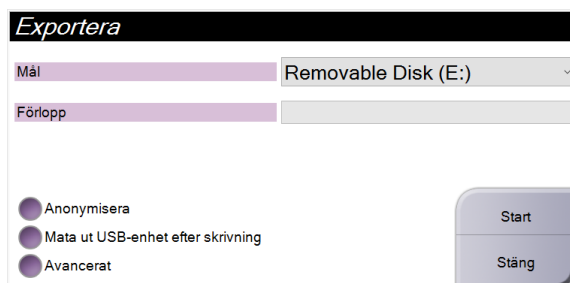 Exportera
Mål
Removable Disk (E:)
Förlopp
Anonymisera
Mata ut USB-enhet efter skrivning
Avancerat
Start
Stäng